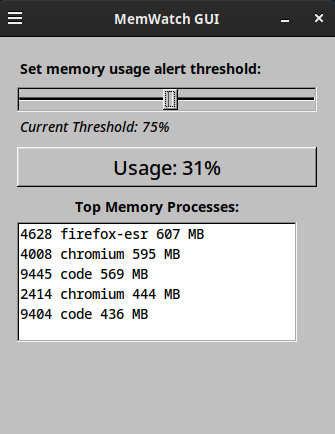 MemWatch GUI
Set memory usage alert threshold:
Current Threshold: 75%
Usage: 31%
Top Memory Processes:
4628 firefox-esr 607 MB
4008 chromium 595 MB
9445 code 569 MB
2414 chromium 444 MB
9404 code 436 MB